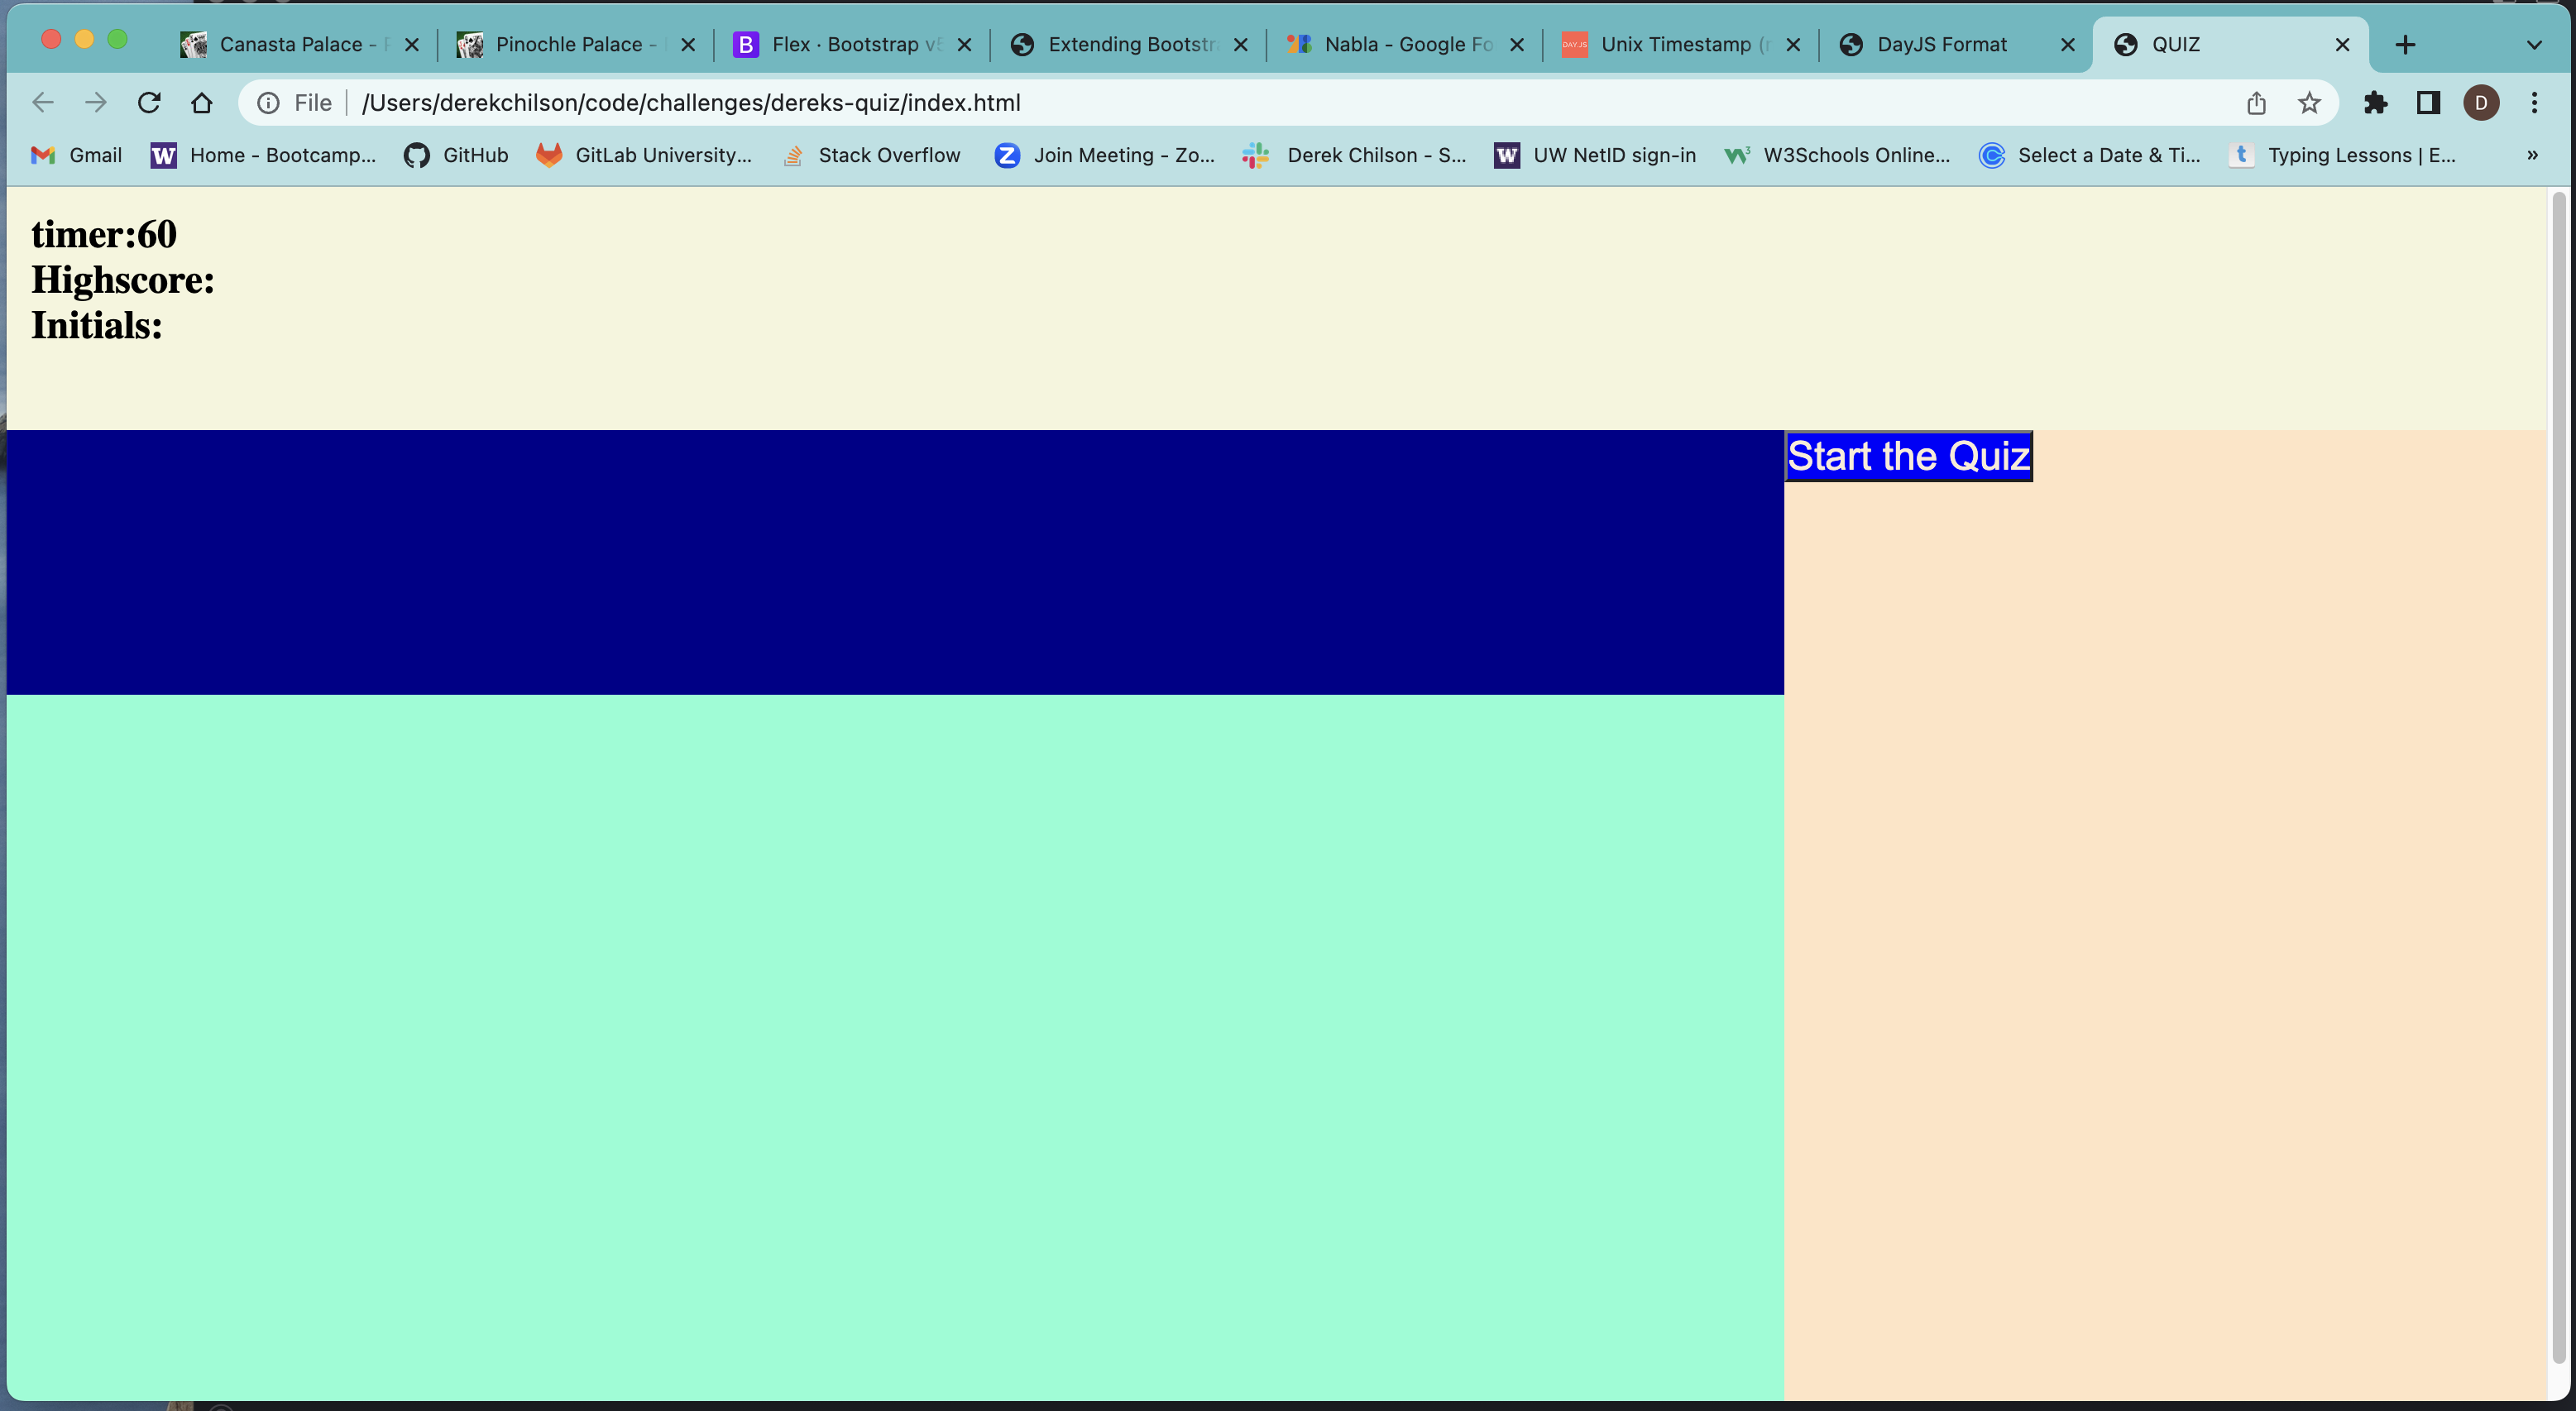 Canasta Palace -
Pinochle Palace -
Flex · Bootstrap v5
Extending Bootstr
Nabla - Google Fo
DAYJS
Unix Timestamp (
DayJS Format
QUIZ
File
/Users/derekchilson/code/challenges/dereks-quiz/index.html
D
Gmail
W
Home - Bootcamp...
GitHub
GitLab University...
Stack Overflow
Join Meeting - Zo...
Derek Chilson - S...
W
UW NetID sign-in
W3Schools Online...
Select a Date & Ti...
t
Typing Lessons | E...
»
timer:60
Highscore:
Initials:
Start the Quiz